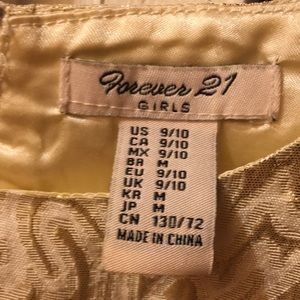 Forever 21
GIRLS
US 9/10
CA 9/10
MX 9/10
BR M
EU 9/10
UK 9/10
KR M
JP M
CN 130/72
MADE IN CHINA